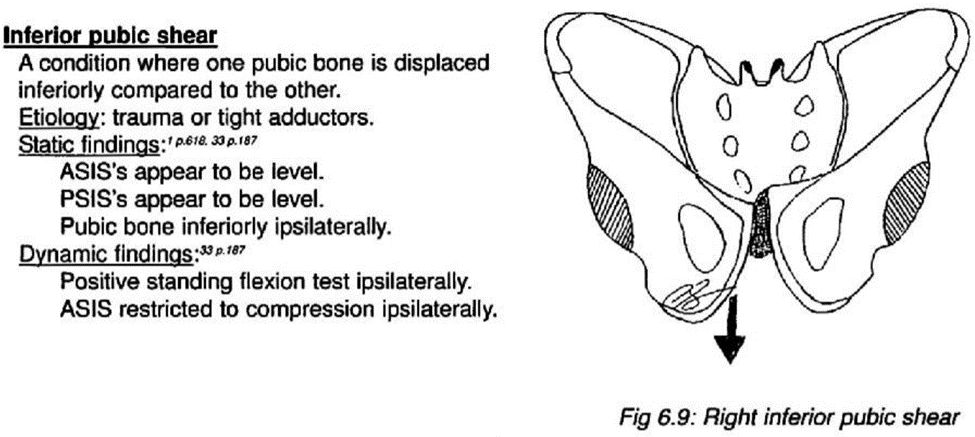 Inferior pubic shear
A condition where one pubic bone is displaced
inferiorly compared to the other.
Etiology: trauma or tight adductors.
Static findings:1 p.618, 33 p.187
ASIS's appear to be level.
PSIS's appear to be level.
Pubic bone inferiorly ipsilaterally.
Dynamic findings:33 p.187
Positive standing flexion test ipsilaterally.
ASIS restricted to compression ipsilaterally.
Fig 6.9: Right inferior pubic shear